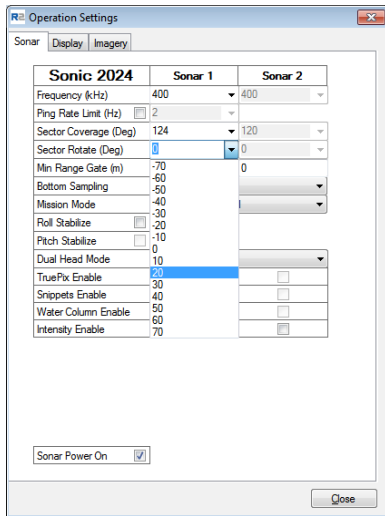 R2 Operation Settings
Sonar Display Imagery
Sonic 2024 Sonar 1 Sonar 2
Frequency (kHz) 400 400
Ping Rate Limit (Hz) 2
Sector Coverage (Deg) 124 120
Sector Rotate (Deg) 0 0
Min Range Gate (m) 0
Bottom Sampling
Mission Mode
Roll Stabilize
Pitch Stabilize
Dual Head Mode
TruePix Enable
Snippets Enable
Water Column Enable
Intensity Enable
-70
-60
-50
-40
-30
-20
-10
0
10
20
30
40
50
60
70
Sonar Power On
Close